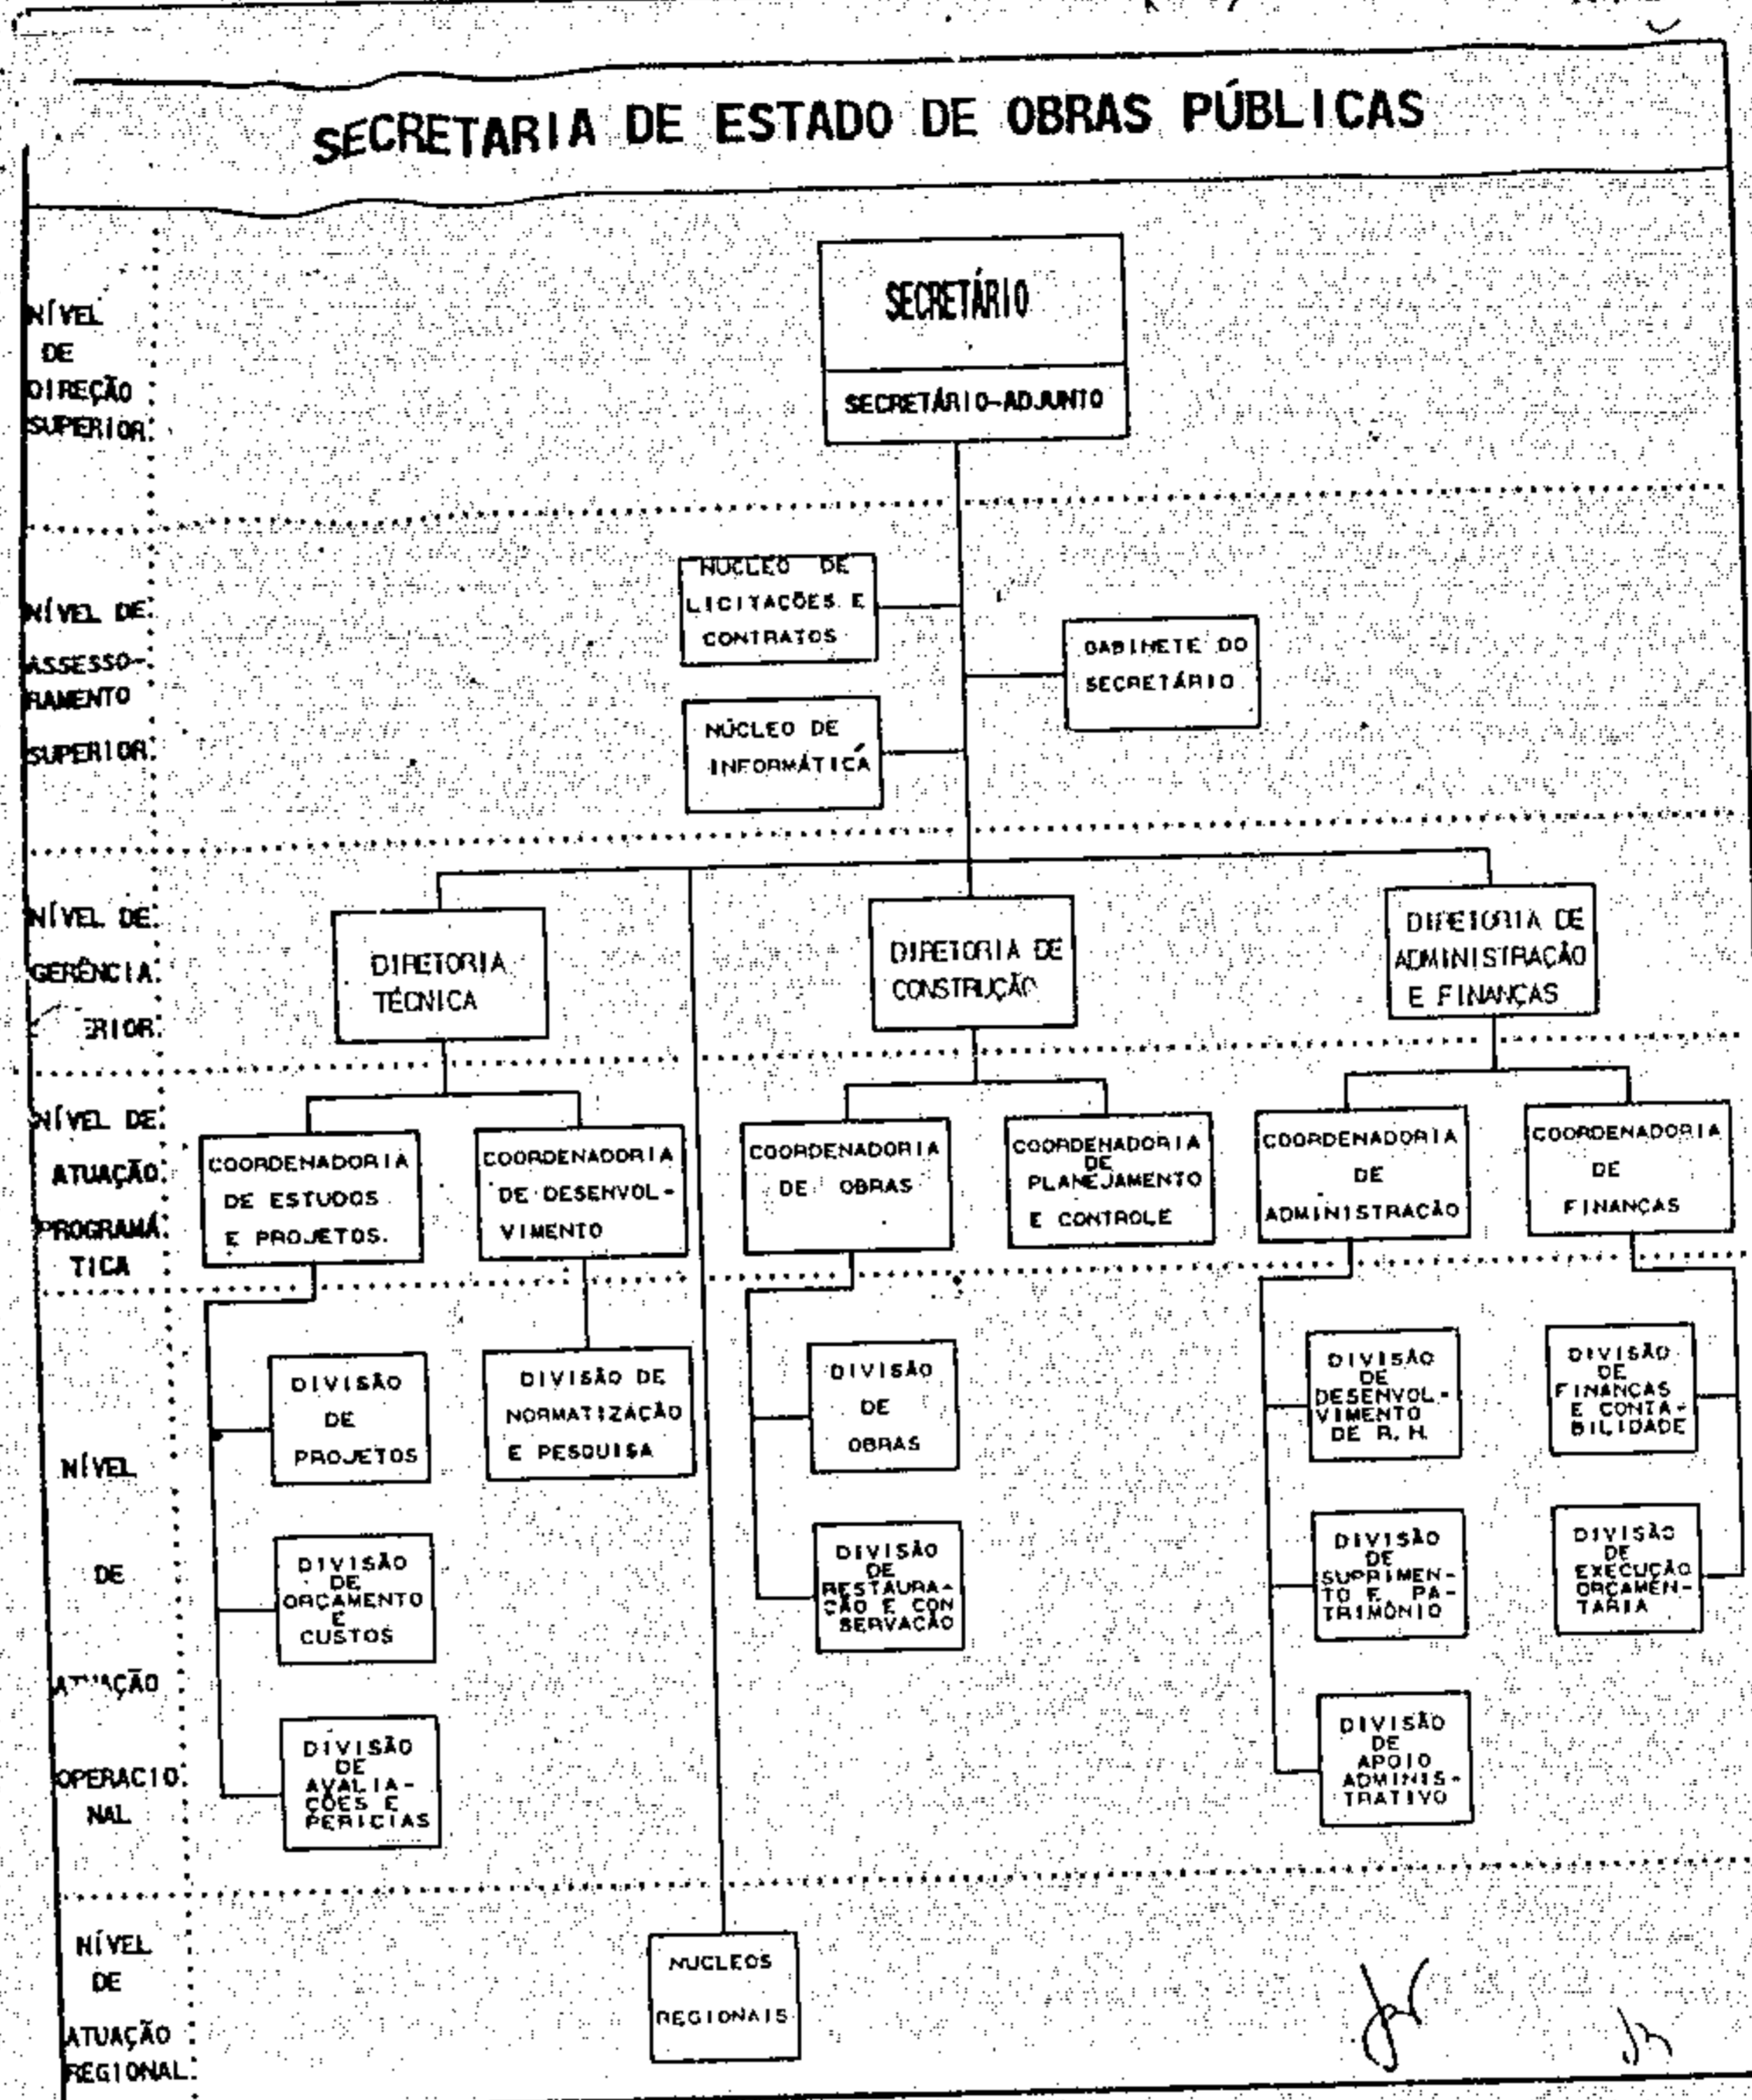 SECRETARIA DE ESTADO DE OBRAS PÚBLICAS
NÍVEL
DE
DIREÇÃO
SUPERIOR
SECRETÁRIO
SECRETÁRIO-ADJUNTO
NÍVEL DE
ASSESSO-
RAMENTO
SUPERIOR
NÚCLEO DE
LICITAÇÕES E
CONTRATOS
GABINETE DO
SECRETÁRIO
NÚCLEO DE
INFORMÁTICA
NÍVEL DE
GERÊNCIA
ERIOR
DIRETORIA
TÉCNICA
DIRETORIA DE
CONSTRUÇÃO
DIRETORIA DE
ADMINISTRAÇÃO
E FINANÇAS
NÍVEL DE
ATUAÇÃO
PROGRAMÁ
TICA
COORDENADORIA
DE ESTUDOS
E PROJETOS.
COORDENADORIA
DE DESENVOL-
VIMENTO
COORDENADORIA
DE OBRAS
COORDENADORIA
DE
PLANEJAMENTO
E CONTROLE
COORDENADORIA
DE
ADMINISTRAÇÃO
COORDENADORIA
DE
FINANÇAS
NÍVEL
DE
ATUAÇÃO
OPERACIO
NAL
DIVISÃO
DE
PROJETOS
DIVISÃO DE
NORMATIZAÇÃO
E PESQUISA
DIVISÃO
DE
OBRAS
DIVISÃO
DE
DESENVOL-
VIMENTO
DE R.H.
DIVISÃO
DE
FINANÇAS
E CONTA-
BILIDADE
DIVISÃO
DE
ORÇAMENTO
E
CUSTOS
DIVISÃO
DE
RESTAURA-
ÇÃO E CON
SERVAÇÃO
DIVISÃO
DE
SUPRIMEN-
TO E PA-
TRIMÔNIO
DIVISÃO
DE
EXECUÇÃO
ORÇAMEN-
TARIA
DIVISÃO
DE
AVALIA-
ÇÕES E
PERICIAS
DIVISÃO
DE
APOIO
ADMINIS-
TRATIVO
NÍVEL
DE
ATUAÇÃO
REGIONAL
NUCLEOS
REGIONAIS